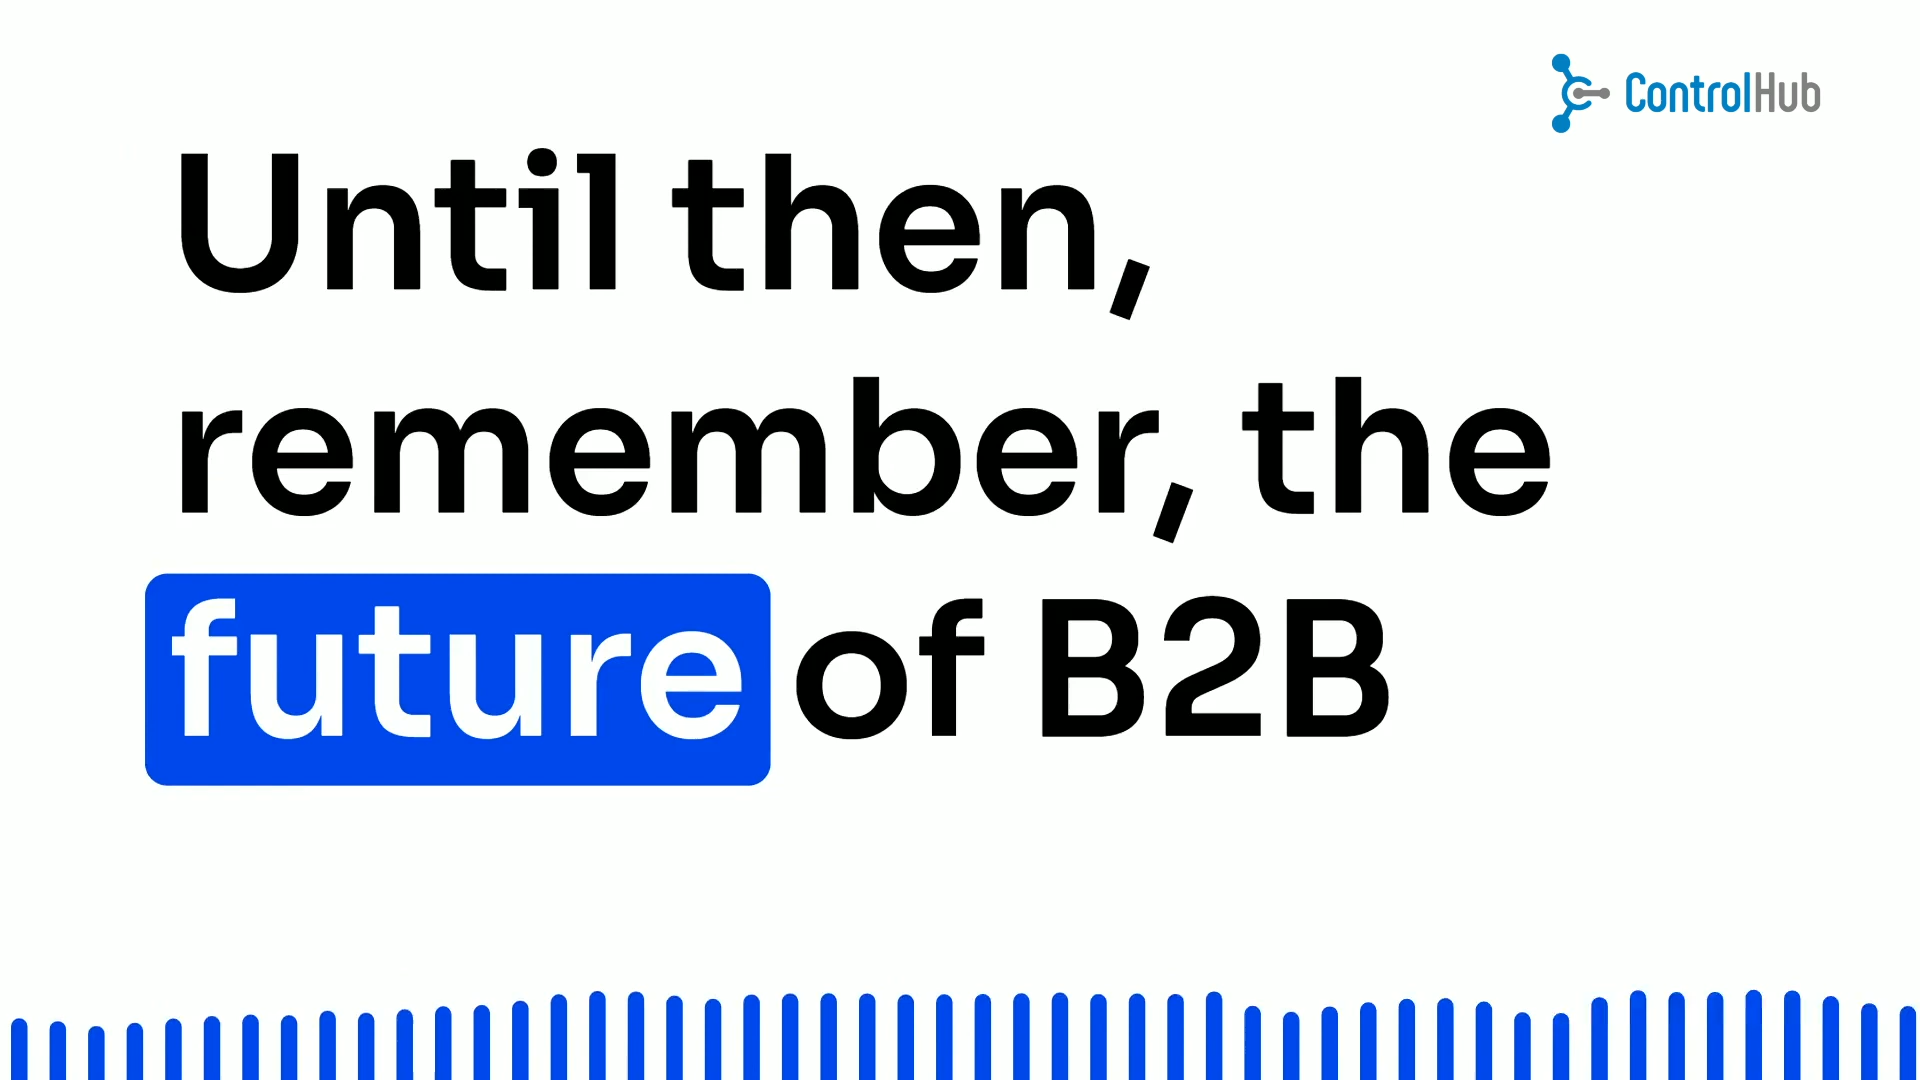 ControlHub
Until then,
remember, the
future of B2B